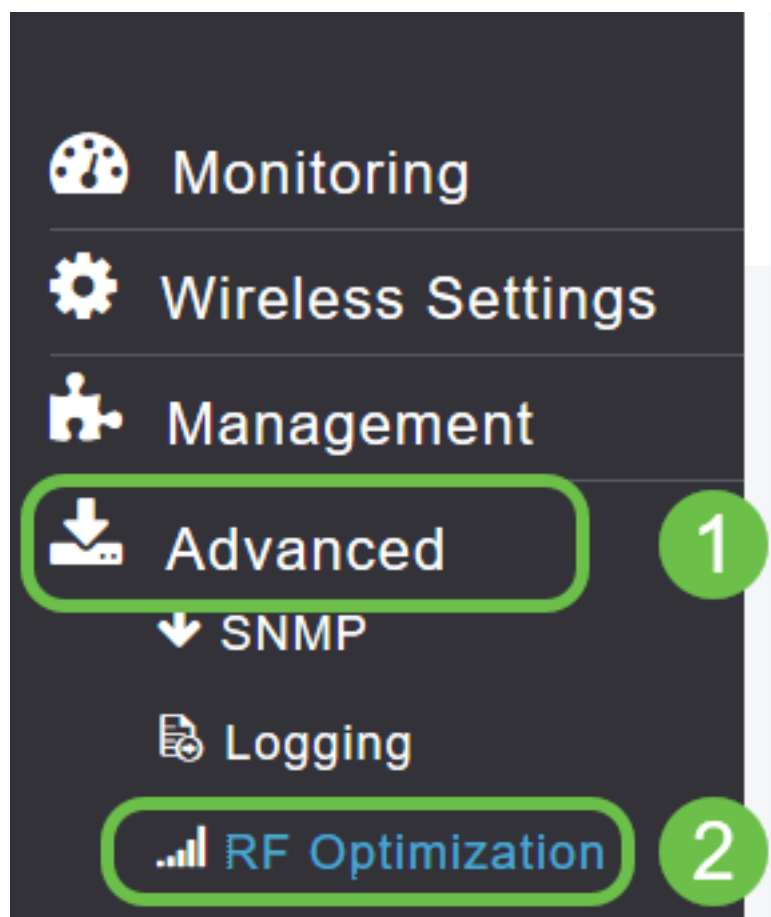 Monitoring
Wireless Settings
Management
Advanced 1
SNMP
Logging
RF Optimization 2